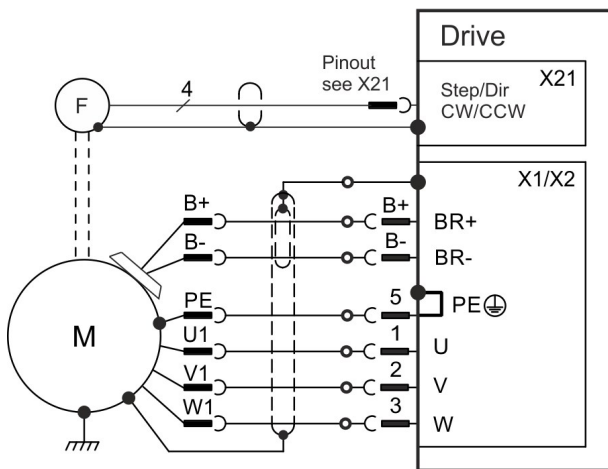 Drive
Pinout
see X21
X21
Step/Dir
CW/CCW
F
4
X1/X2
B+
B+
BR+
B-
B-
BR-
PE
5
PE
U1
1
U
V1
2
V
W1
3
W
M